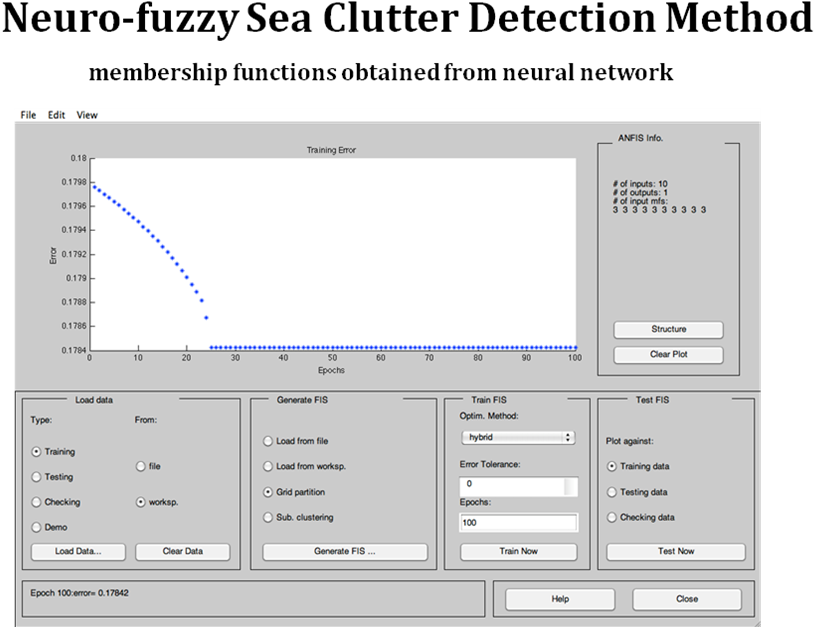 Neuro-fuzzy Sea Clutter Detection Method
membership functions obtained from neural network
File Edit View
Training Error
0.18
0.1798
0.1796
0.1794
0.1792
0.179
0.1788
0.1786
0.1784
Error
0 10 20 30 40 50 60 70 80 90 100
Epochs
ANFIS Info.
# of inputs: 10
# of outputs: 1
# of input mfs:
3 3 3 3 3 3 3 3 3 3
Structure
Clear Plot
Load data
Type: From:
Training
file
Testing
Checking worksp.
Demo
Load Data... Clear Data
Generate FIS
Load from file
Load from worksp.
Grid partition
Sub. clustering
Generate FIS ...
Train FIS
Optim. Method:
hybrid
Error Tolerance:
0
Epochs:
100
Train Now
Test FIS
Plot against:
Training data
Testing data
Checking data
Test Now
Epoch 100:error= 0.17842
Help Close